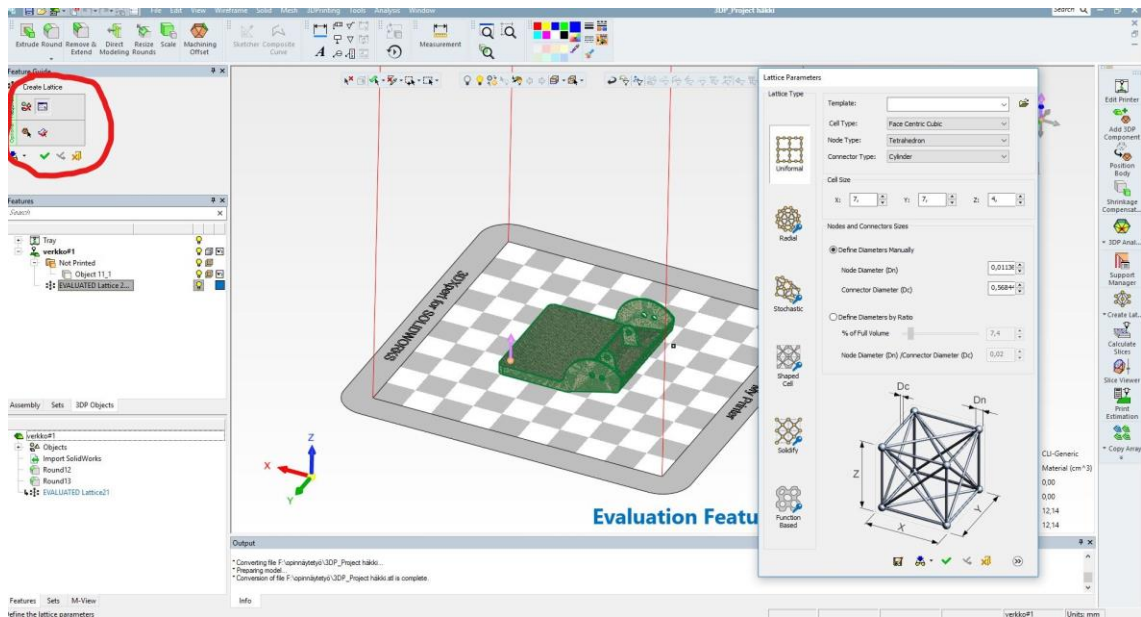 File Edit View Wireframe Solid Mesh 3DPrinting Tools Analysis Window
3DP_Project häkki
Search
Extrude Round Remove & Extend Direct Modeling Resize Rounds Scale Machining Offset
Sketcher Composite Curve
Measurement
Feature Guide
Create Lattice
Features
Search
Tray
verkko#1
Not Printed
Object 11_1
EVALUATED Lattice 2...
Assembly Sets 3DP Objects
verkko#1
Objects
Import SolidWorks
Round12
Round13
EVALUATED Lattice21
Features Sets M-View
Define the lattice parameters
3DXpert for SOLIDWORKS
My Printer
Z
X
Y
Evaluation Featu
Output
* Converting file F:\opinnäytetyö\3DP_Project häkki...
* Preparing model...
* Conversion of file F:\opinnäytetyö\3DP_Project häkki.stl is complete.
Info
Lattice Parameters
Lattice Type
Uniformal
Radial
Stochastic
Shaped Cell
Solidify
Function Based
Template:
Cell Type: Face Centric Cubic
Node Type: Tetrahedron
Connector Type: Cylinder
Cell Size
X: 7, Y: 7, Z: 4,
Nodes and Connectors Sizes
Define Diameters Manually
Node Diameter (Dn) 0,01136
Connector Diameter (Dc)
Define Diameters by Ratio
% of Full Volume 7,4
Node Diameter (Dn) /Connector Diameter (Dc) 0,02
Dc
Dn
Z
X
Y
CLI-Generic
Material (cm^3)
0,00
0,00
12,14
12,14
Edit Printer
Add 3DP Component
Position Body
Shrinkage Compensat...
3DP Anal...
Support Manager
Create Lat...
Calculate Slices
Slice Viewer
Print Estimation
Copy Array
verkko#1
Units: mm